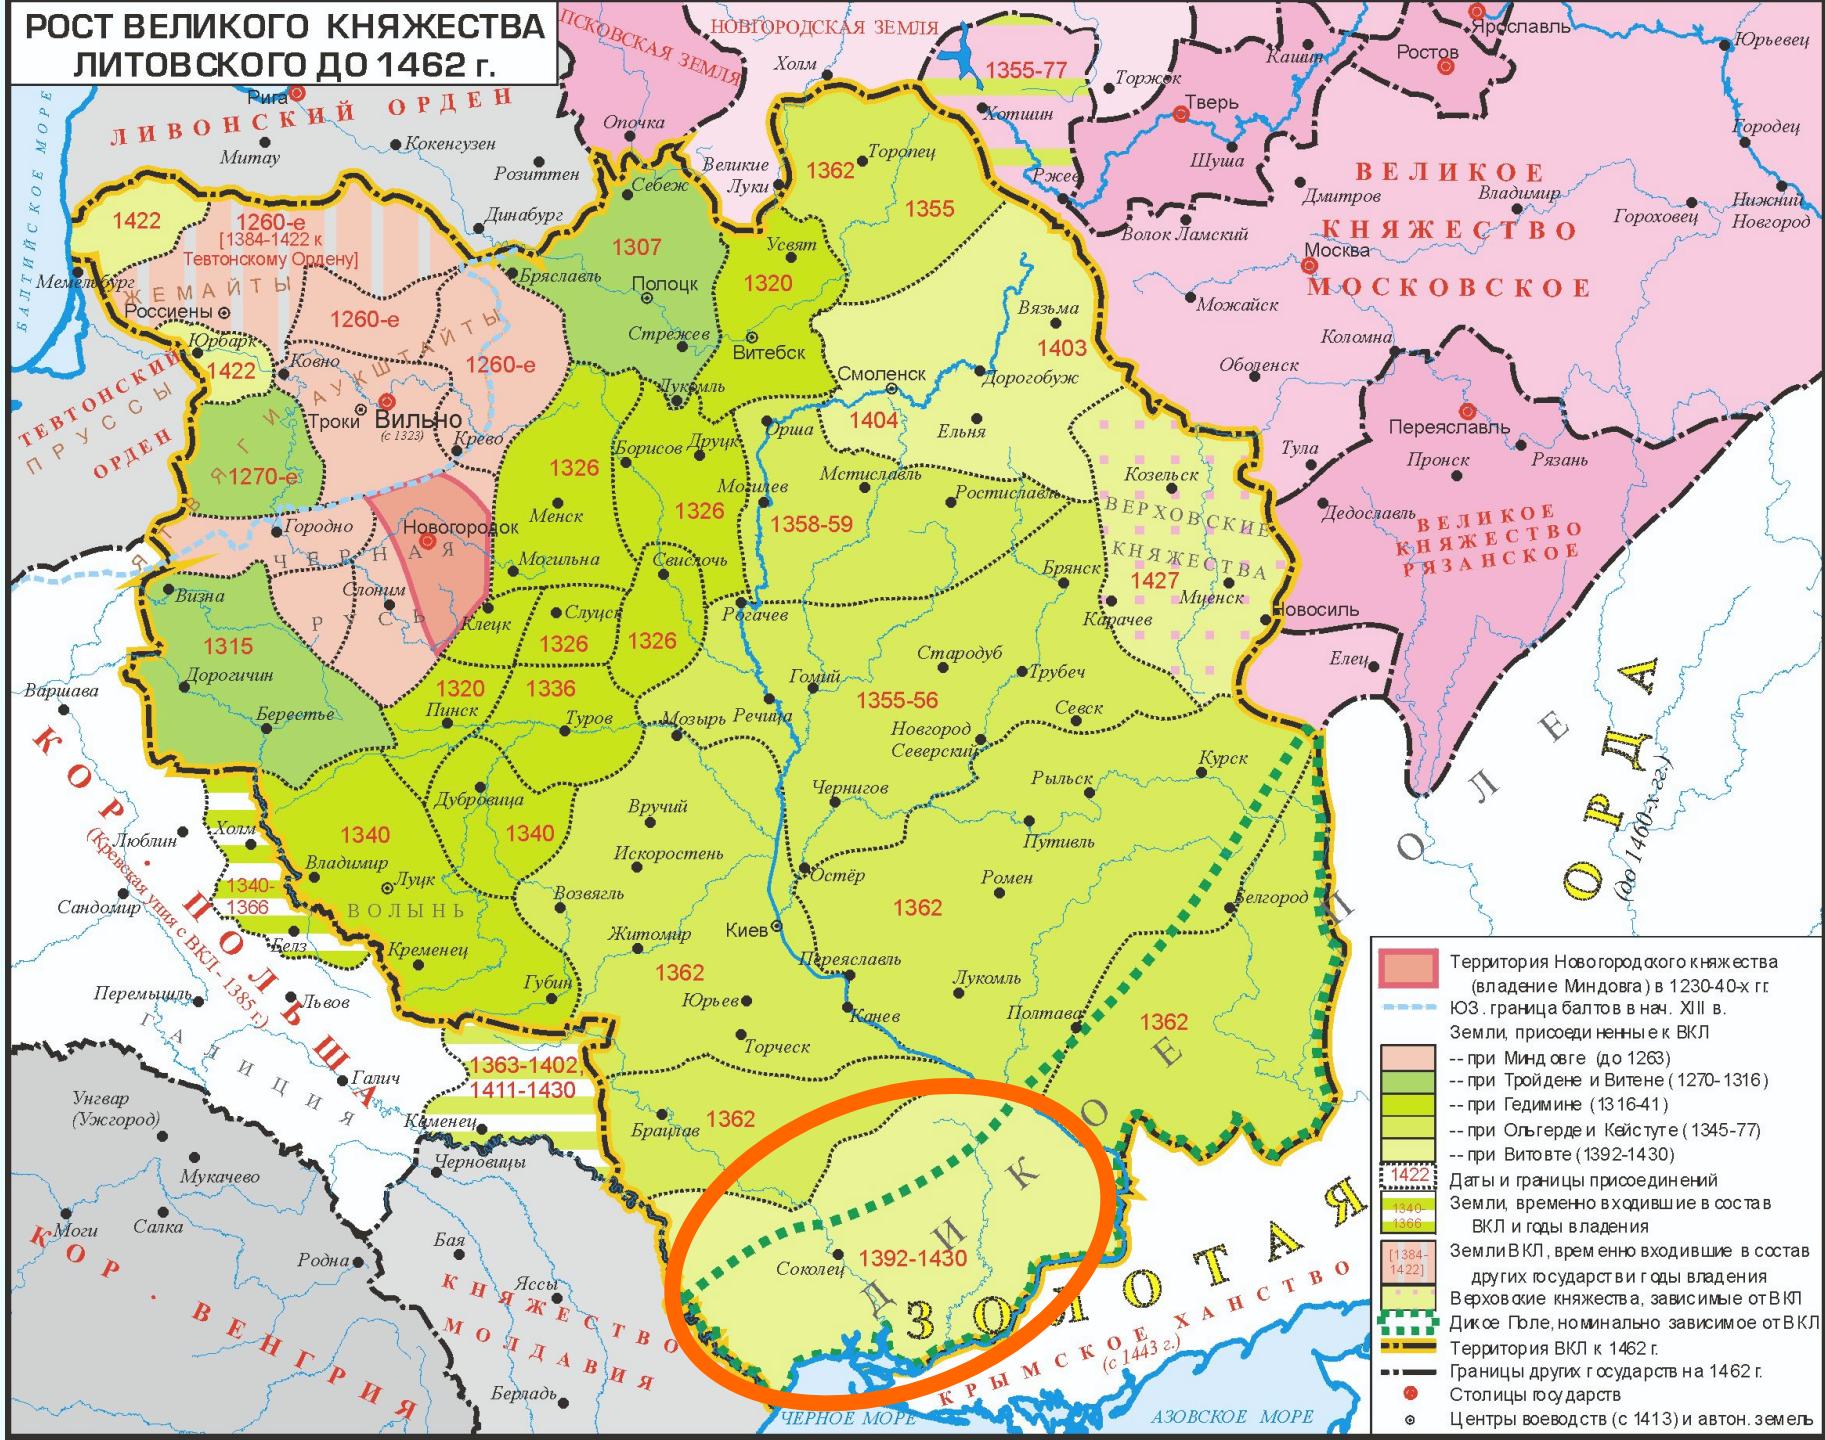 РОСТ ВЕЛИКОГО КНЯЖЕСТВА
ЛИТОВСКОГО ДО 1462 г.
ПСКОВСКАЯ ЗЕМЛЯ
НОВГОРОДСКАЯ ЗЕМЛЯ
Холм
1355-77
Торжок
Хотшин
Кашин
Ярославль
Ростов
Юрьевец
Тверь
Городец
Шуша
Ржев
Рига
ЛИВОНСКИЙ ОРДЕН
Митау
Кокенгузен
Розиттен
Динабург
Опочка
Себеж
Великие
Луки
1362
Торопец
1355
ВЕЛИКОЕ
КНЯЖЕСТВО
МОСКОВСКОЕ
Дмитров
Владимир
Гороховец
Нижний
Новгород
Волок Ламский
Москва
Можайск
Коломна
Оболенск
БАЛТИЙСКОЕ МОРЕ
1422
1260-е
[1384-1422 к
Тевтонскому Ордену]
Мемельбург
ЖЕМАЙТЫ
Россиены
1260-е
1260-е
Юрбарк
1422
Ковно
АУКШТАЙТЫ
Троки
Вильно
(с 1323)
Крево
ТЕВТОНСКИЙ
ОРДЕН
ПРУССЫ
ЯТВЯГИ
1270-е
Бряславль
1307
Полоцк
Стрежев
Лукомль
Усвят
1320
Витебск
Вязьма
1403
Дорогобуж
Смоленск
1404
Ельня
Орша
Борисов
Друцк
1326
Менск
1326
Могилев
1358-59
Мстиславль
Ростиславль
Козельск
ВЕРХОВСКИЕ
КНЯЖЕСТВА
1427
Мценск
Карачев
Брянск
Новосиль
Тула
Переяславль
Пронск
Рязань
Дедославль
ВЕЛИКОЕ
КНЯЖЕСТВО
РЯЗАНСКОЕ
Елец
Городно
ЧЕРНАЯ
РУСЬ
Новогородок
Слоним
Могильна
Свислочь
Клецк
Слуцк
1326
1326
Рогачев
Визна
1315
Дорогичин
Берестье
1320
Пинск
1336
Туров
Мозырь
Речица
Гомий
1355-56
Стародуб
Трубеч
Новгород
Северский
Севск
Курск
Рыльск
Путивль
Чернигов
Варшава
КОР. ПОЛЬША
(Кревская уния с ВКЛ - 1385 г.)
Люблин
Сандомир
Холм
1340-
1366
Белз
1340
Владимир
Луцк
ВОЛЫНЬ
Кременец
Дубровица
1340
Губин
Вручий
Искоростень
Возвягль
Житомир
1362
Юрьев
Торческ
Киев
Остёр
Переяславль
Канев
1362
Ромен
Лукомль
Полтава
Белгород
1362
ДИКОЕ ПОЛЕ
ЗОЛОТАЯ ОРДА
(до 1460-х гг.)
Перемышль
Львов
ГАЛИЦИЯ
Галич
1363-1402,
1411-1430
Каменец
Черновицы
Брацлав
1362
Соколец
1392-1430
Унгвар
(Ужгород)
Мукачево
Моги
Салка
Родна
КОР. ВЕНГРИЯ
Бая
Яссы
КНЯЖЕСТВО
МОЛДАВИЯ
Берладь
КРЫМСКОЕ ХАНСТВО
(с 1443 г.)
ЧЕРНОЕ МОРЕ
АЗОВСКОЕ МОРЕ
Территория Новогородского княжества
(владение Миндовга) в 1230-40-х гг.
ЮЗ. граница балтов в нач. XIII в.
Земли, присоединенные к ВКЛ
-- при Миндовге (до 1263)
-- при Тройдене и Витене (1270-1316)
-- при Гедимине (1316-41)
-- при Ольгерде и Кейстуте (1345-77)
-- при Витовте (1392-1430)
1422
Даты и границы присоединений
1340-
1366
Земли, временно входившие в состав
ВКЛ и годы владения
[1384-
1422]
Земли ВКЛ, временно входившие в состав
других государств и годы владения
Верховские княжества, зависимые от ВКЛ
Дикое Поле, номинально зависимое от ВКЛ
Территория ВКЛ к 1462 г.
Границы других государств на 1462 г.
Столицы государств
Центры воеводств (с 1413) и автон. земель